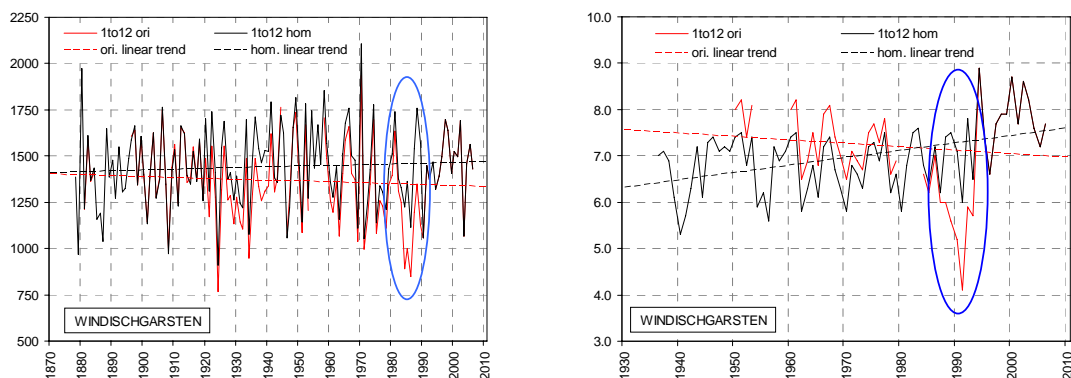 1to12 ori 1to12 hom
ori. linear trend hom. linear trend
2250
2000
1750
1500
1250
1000
750
500
WINDISCHGARSTEN
1870 1880 1890 1900 1910 1920 1930 1940 1950 1960 1970 1980 1990 2000 2010
1to12 ori 1to12 hom
ori. linear trend hom. linear trend
10.0
9.0
8.0
7.0
6.0
5.0
4.0
3.0
WINDISCHGARSTEN
1930 1940 1950 1960 1970 1980 1990 2000 2010